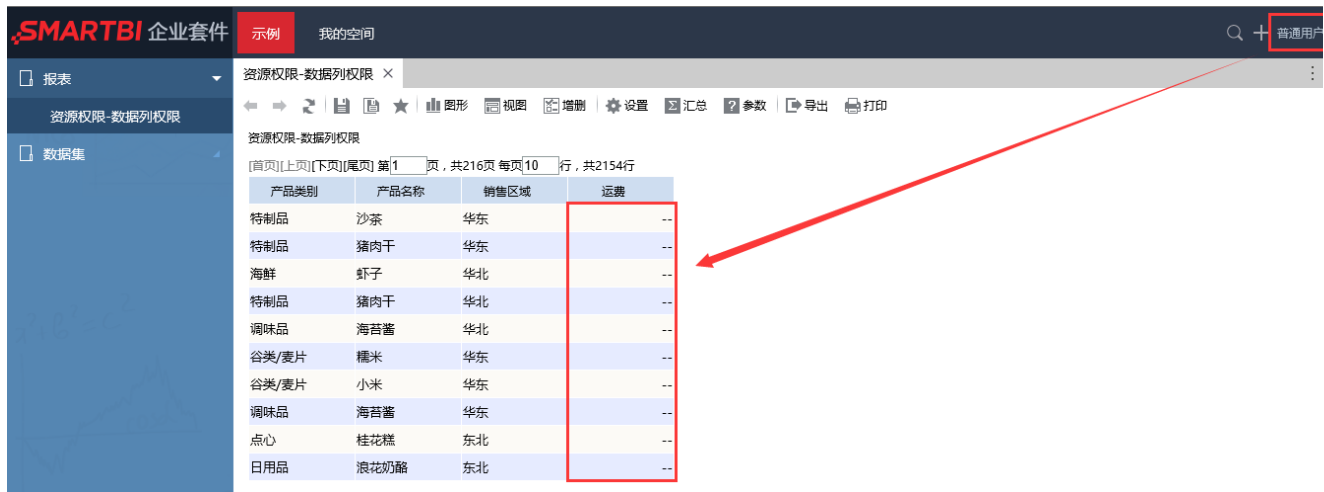 SMARTBI 企业套件 示例 我的空间 普通用户
报表 资源权限-数据列权限
资源权限-数据列权限 图形 视图 增删 设置 汇总 参数 导出 打印
数据集 资源权限-数据列权限
[首页][上页][下页][尾页] 第1 页，共216页 每页10 行，共2154行
产品类别 产品名称 销售区域 运费
特制品 沙茶 华东 --
特制品 猪肉干 华东 --
海鲜 虾子 华北 --
特制品 猪肉干 华北 --
调味品 海苔酱 华北 --
谷类/麦片 糯米 华东 --
谷类/麦片 小米 华东 --
调味品 海苔酱 华东 --
点心 桂花糕 东北 --
日用品 浪花奶酪 东北 --